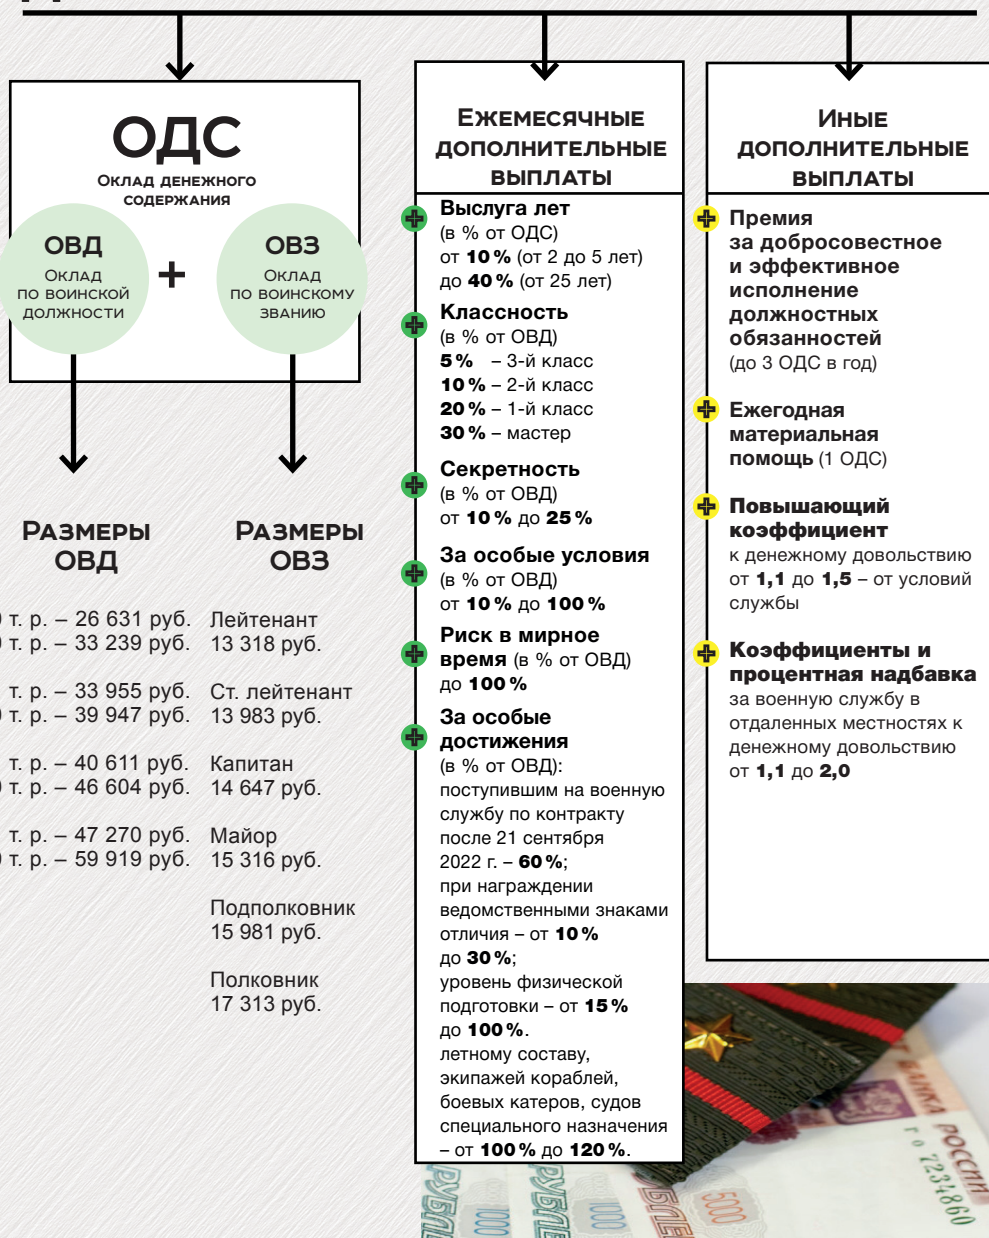 ОДС
Оклад денежного
содержания
ОВД
Оклад
по воинской
должности
+
ОВЗ
Оклад
по воинскому
званию
Размеры
ОВД
т. р. – 26 631 руб.
т. р. – 33 239 руб.
т. р. – 33 955 руб.
т. р. – 39 947 руб.
т. р. – 40 611 руб.
т. р. – 46 604 руб.
т. р. – 47 270 руб.
т. р. – 59 919 руб.
Размеры
ОВЗ
Лейтенант
13 318 руб.
Ст. лейтенант
13 983 руб.
Капитан
14 647 руб.
Майор
15 316 руб.
Подполковник
15 981 руб.
Полковник
17 313 руб.
Ежемесячные
дополнительные
выплаты
Выслуга лет
(в % от ОДС)
от 10 % (от 2 до 5 лет)
до 40 % (от 25 лет)
Классность
(в % от ОВД)
5 % – 3-й класс
10 % – 2-й класс
20 % – 1-й класс
30 % – мастер
Секретность
(в % от ОВД)
от 10 % до 25 %
За особые условия
(в % от ОВД)
от 10 % до 100 %
Риск в мирное
время (в % от ОВД)
до 100 %
За особые
достижения
(в % от ОВД):
поступившим на военную
службу по контракту
после 21 сентября
2022 г. – 60 %;
при награждении
ведомственными знаками
отличия – от 10 %
до 30 %;
уровень физической
подготовки – от 15 %
до 100 %.
летному составу,
экипажей кораблей,
боевых катеров, судов
специального назначения
– от 100 % до 120 %.
Иные
дополнительные
выплаты
Премия
за добросовестное
и эффективное
исполнение
должностных
обязанностей
(до 3 ОДС в год)
Ежегодная
материальная
помощь (1 ОДС)
Повышающий
коэффициент
к денежному довольствию
от 1,1 до 1,5 – от условий
службы
Коэффициенты и
процентная надбавка
за военную службу в
отдаленных местностях к
денежному довольствию
от 1,1 до 2,0
БАНКА РОССИИ
7234860
1000
1000
5000